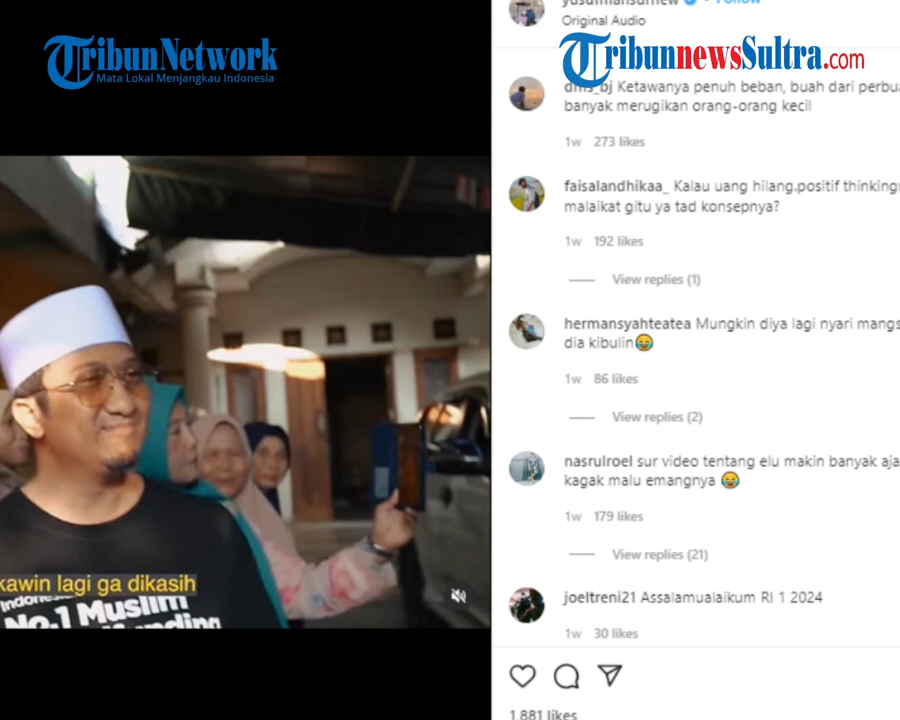 TribunNetwork
Mata Lokal Menjangkau Indonesia
kawin lagi ga dikasih
No.1 Muslim
yusufmansurnew Follow
Original Audio
TribunnewsSultra.com
dms_bj Ketawanya penuh beban, buah dari
banyak merugikan orang-orang kecil
1w 273 likes
faisalandhikaa_ Kalau uang hilang.positif
malaikat gitu ya tad konsepnya?
1w 192 likes
View replies (1)
hermansyahteatea Mungkin diya lagi nyari
dia kibulin😂
1w 86 likes
View replies (2)
nasrulroel sur video tentang elu makin banyak
kagak malu emangnya 😂
1w 179 likes
View replies (21)
joeltreni21 Assalamualaikum RI 1 2024
1w 30 likes
1,881 likes